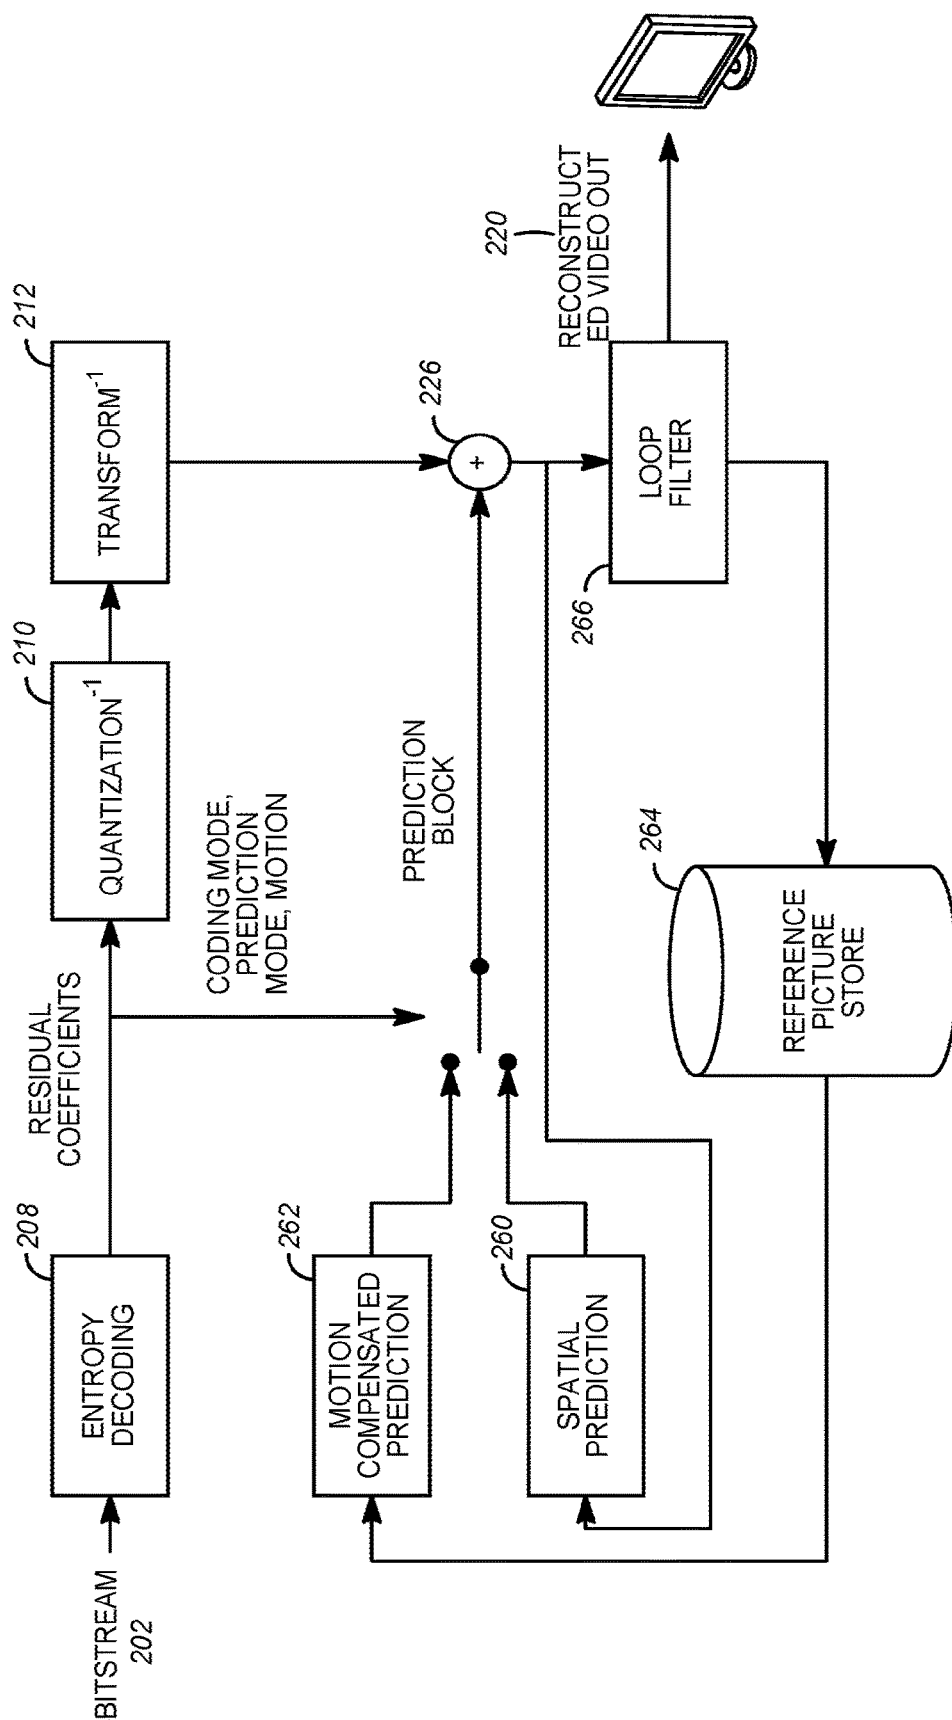 BITSTREAM
202
208
ENTROPY
DECODING
RESIDUAL
COEFFICIENTS
210
QUANTIZATION-1
212
TRANSFORM-1
CODING MODE,
PREDICTION
MODE, MOTION
262
MOTION
COMPENSATED
PREDICTION
260
SPATIAL
PREDICTION
PREDICTION
BLOCK
226
+
266
LOOP
FILTER
220
RECONSTRUCT
ED VIDEO OUT
264
REFERENCE
PICTURE
STORE